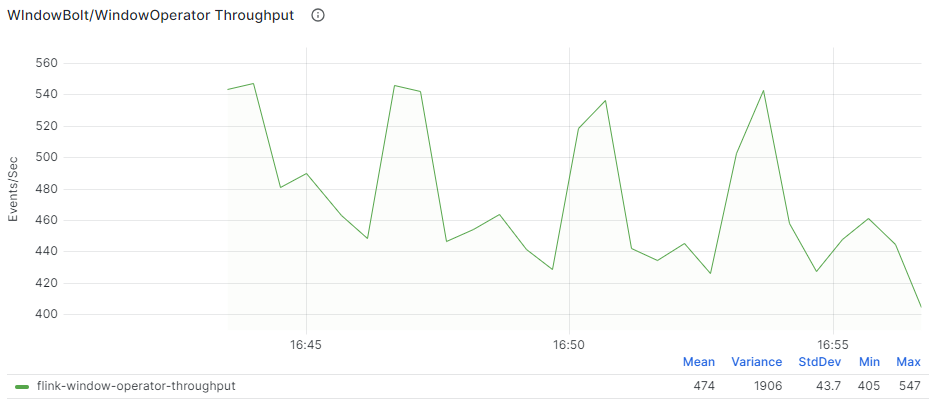 WIndowBolt/WindowOperator Throughput
Events/Sec
560
540
520
500
480
460
440
420
400
16:45 16:50 16:55
Mean Variance StdDev Min Max
flink-window-operator-throughput 474 1906 43.7 405 547